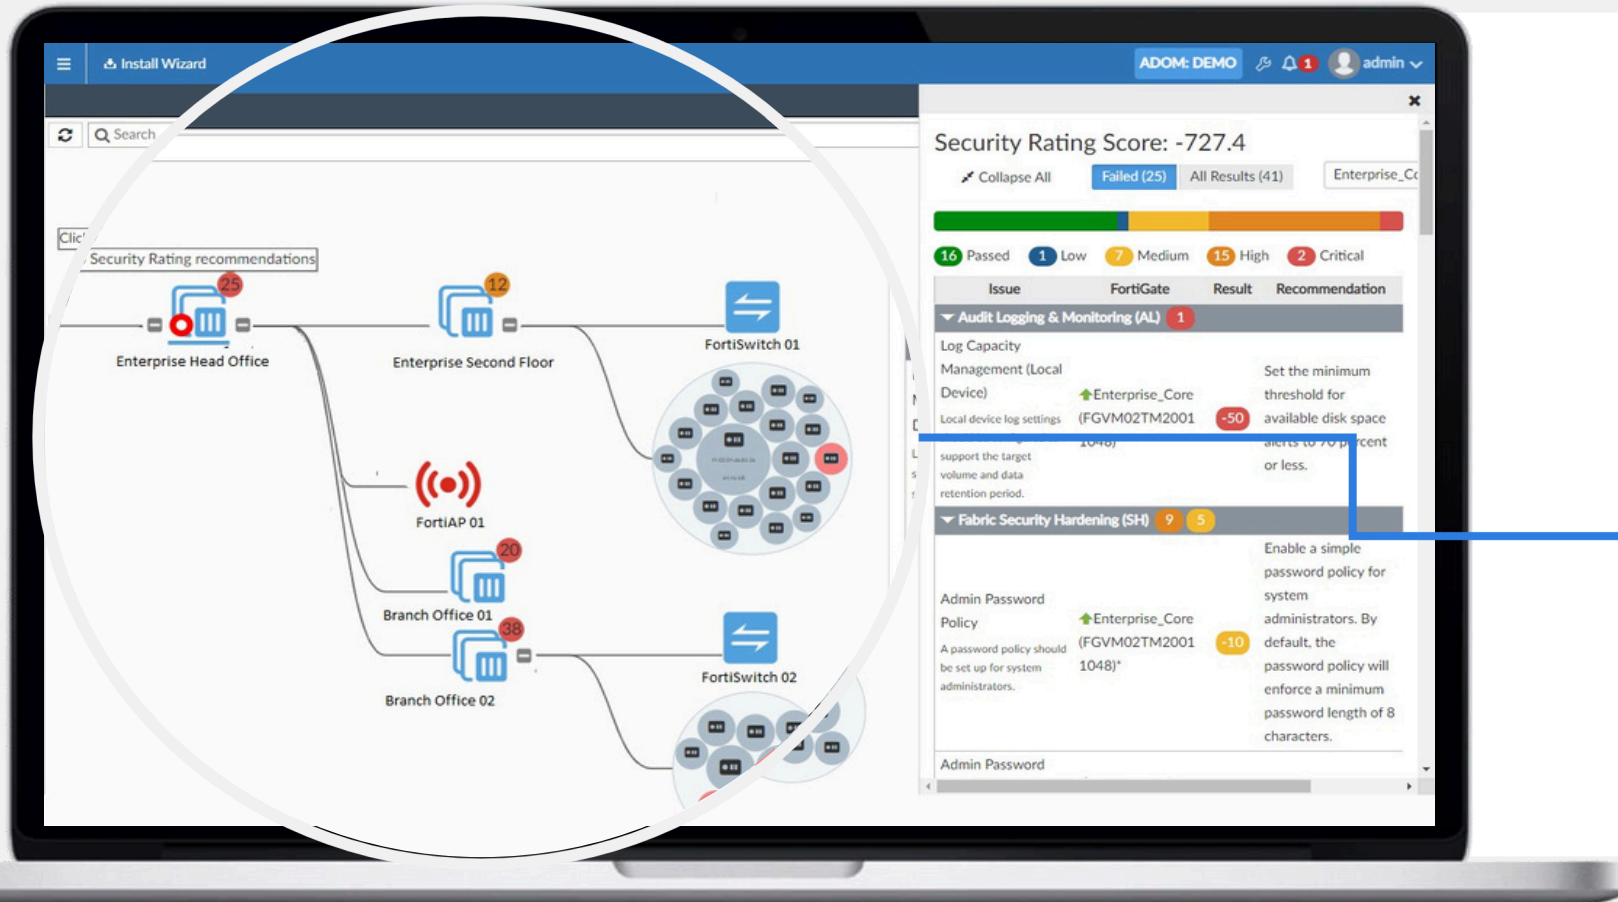 Install Wizard
ADOM: DEMO
1
admin
Search
Security Rating Score: -727.4
Collapse All
Failed (25)
All Results (41)
Enterprise_Co
16 Passed
1 Low
7 Medium
15 High
2 Critical
Issue
FortiGate
Result
Recommendation
Audit Logging & Monitoring (AL) 1
Log Capacity
Management (Local
Device)
Local device log settings
support the target
volume and data
retention period.
Enterprise_Core
(FGVM02TM2001
1048)*
-50
Set the minimum
threshold for
available disk space
alerts to 70 percent
or less.
Fabric Security Hardening (SH) 9 5
Admin Password
Policy
A password policy should
be set up for system
administrators.
Enterprise_Core
(FGVM02TM2001
1048)*
-10
Enable a simple
password policy for
system
administrators. By
default, the
password policy will
enforce a minimum
password length of 8
characters.
Admin Password
Clic
Security Rating recommendations
25
Enterprise Head Office
12
Enterprise Second Floor
FortiSwitch 01
FortiAP 01
20
Branch Office 01
38
Branch Office 02
FortiSwitch 02